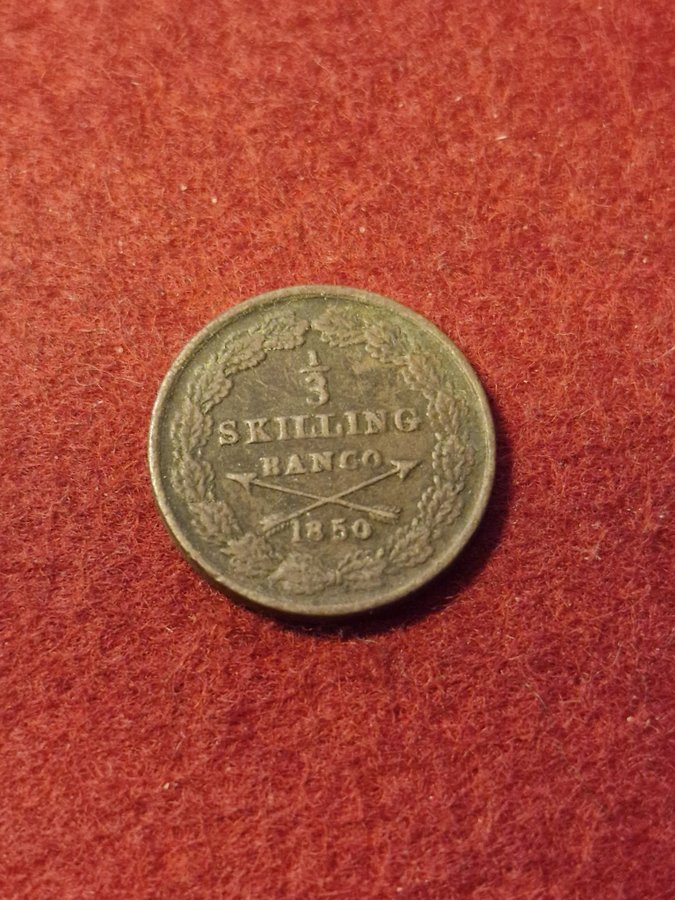 1/3
SKILLING
BANCO
1850